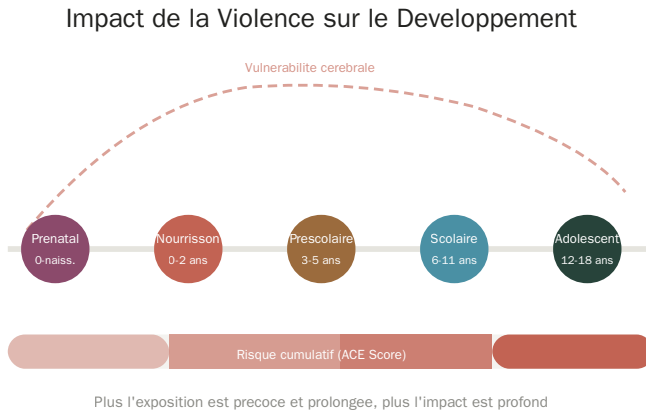 Impact de la Violence sur le Developpement
Vulnerabilite cerebrale
Prenatal
0-naiss.
Nourrisson
0-2 ans
Prescolaire
3-5 ans
Scolaire
6-11 ans
Adolescent
12-18 ans
Risque cumulatif (ACE Score)
Plus l'exposition est precoce et prolongee, plus l'impact est profond